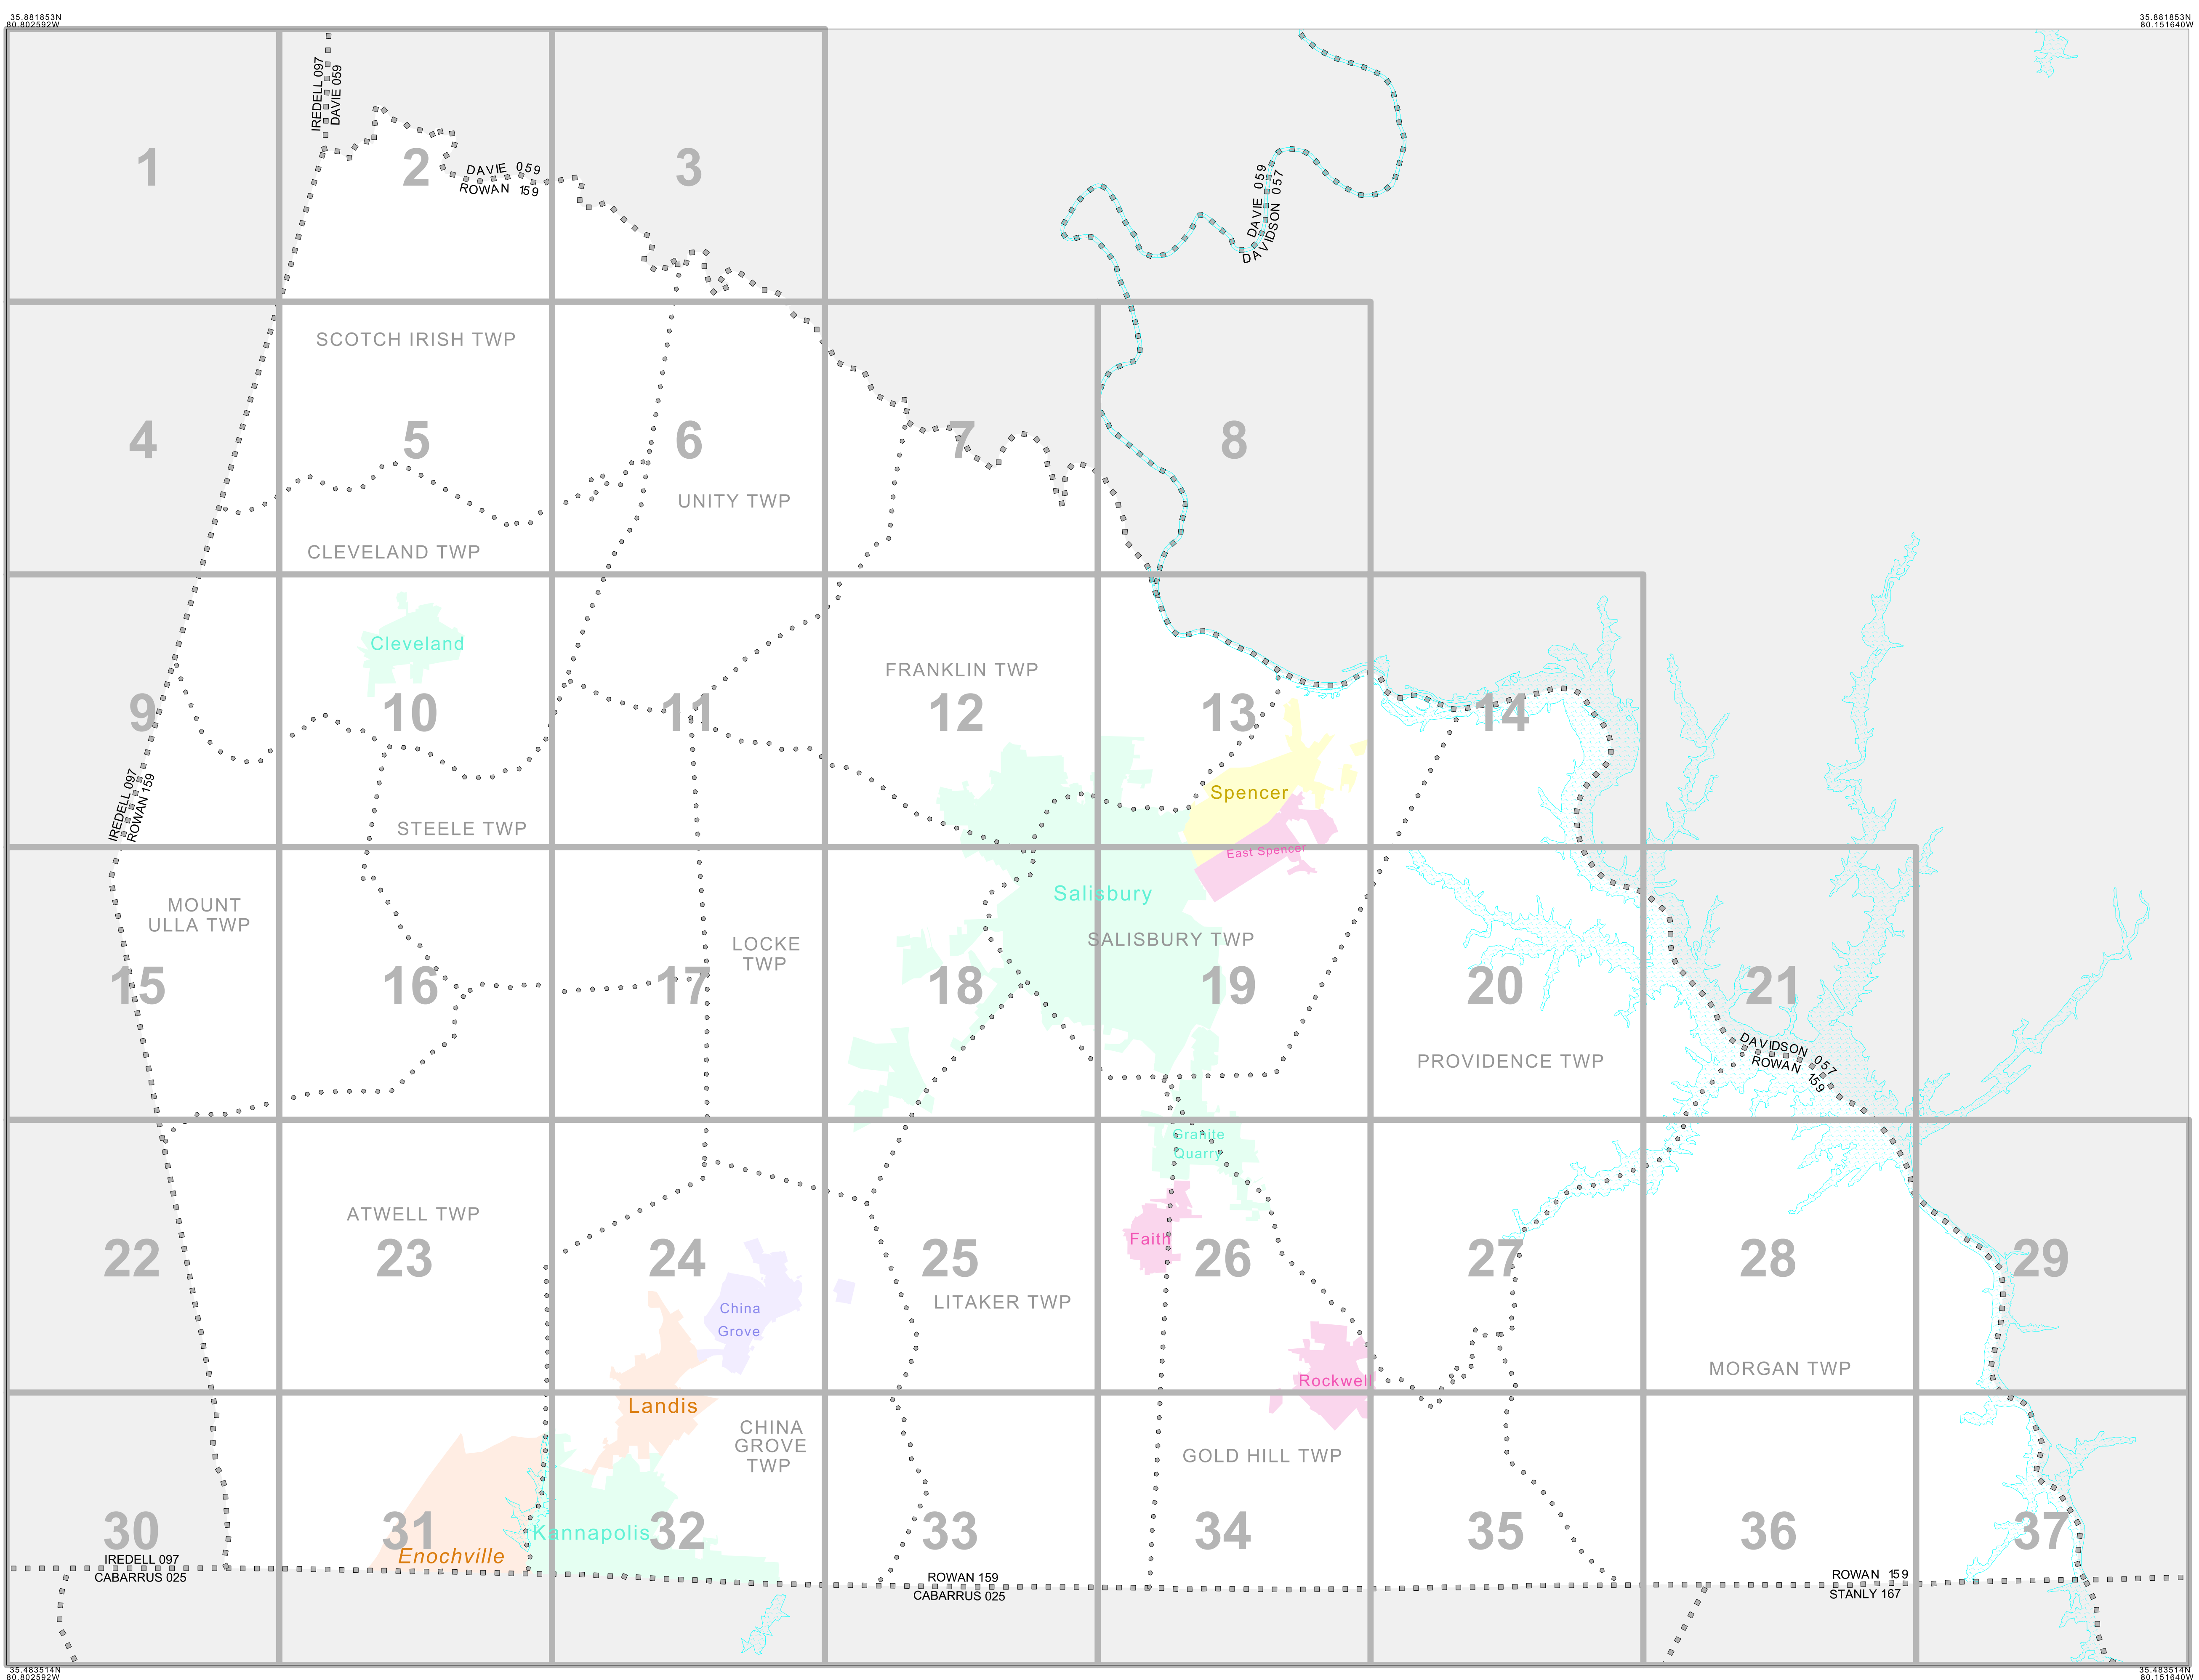 35.881853N
80.802592W
35.881853N
80.151640W
IREDELL 097
DAVIE 059
1
2
3
DAVIE 059
ROWAN 159
DAVIE 059
DAVIDSON 057
SCOTCH IRISH TWP
4
5
6
7
8
UNITY TWP
CLEVELAND TWP
Cleveland
FRANKLIN TWP
9
10
11
12
13
14
Spencer
IREDELL 097
ROWAN 159
STEELE TWP
East Spencer
Salisbury
MOUNT
ULLA TWP
LOCKE
TWP
SALISBURY TWP
15
16
17
18
19
20
21
DAVIDSON 057
ROWAN 159
PROVIDENCE TWP
Granite
Quarry
ATWELL TWP
Faith
22
23
24
25
26
27
28
29
LITAKER TWP
China
Grove
MORGAN TWP
Rockwell
Landis
CHINA
GROVE
TWP
GOLD HILL TWP
30
31
32
33
34
35
36
37
Kannapolis
Enochville
IREDELL 097
CABARRUS 025
ROWAN 159
CABARRUS 025
ROWAN 159
STANLY 167
35.483514N
80.802592W
35.483514N
80.151640W